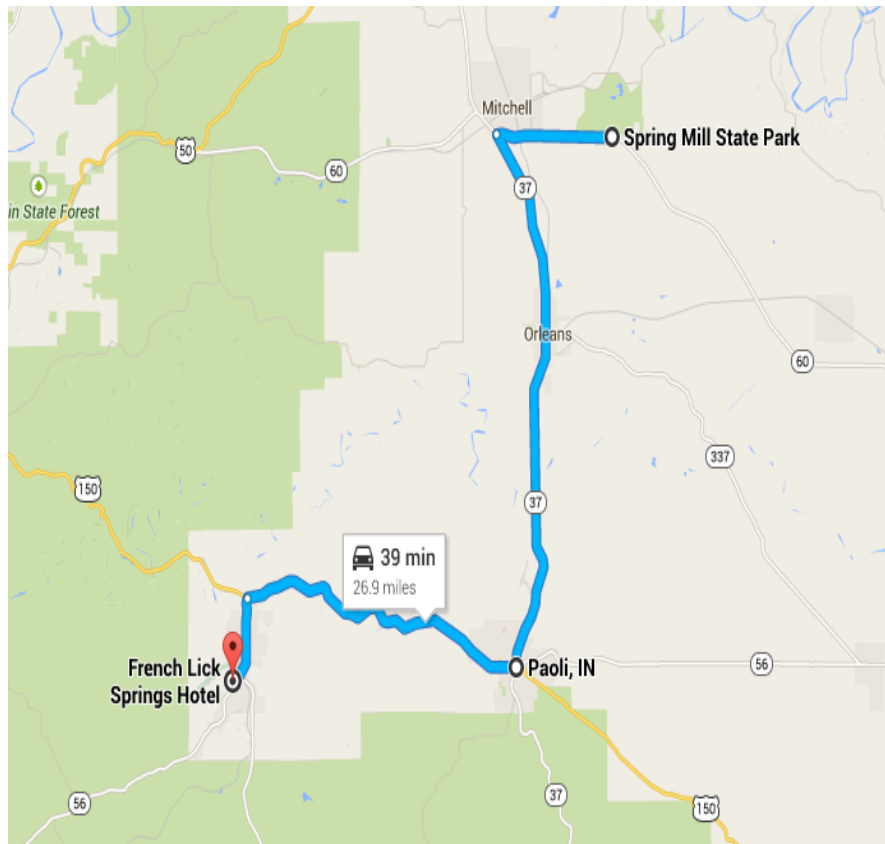 Mitchell
Spring Mill State Park
50
60
37
in State Forest
Orleans
60
337
150
37
39 min
26.9 miles
French Lick
Springs Hotel
Paoli, IN
56
56
37
150